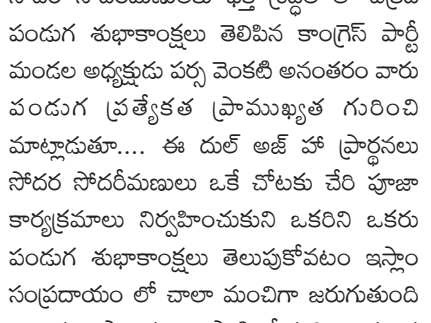 పండుగ శుభాకాంక్షలు తెలిపిన కాంగ్రెస్ పార్టీ
మండల అధ్యక్షుడు పర్స వెంకటి అనంతరం వారు
పండుగ ప్రత్యేకత ప్రాముఖ్యత గురించి
మాట్లాడుతూ.... ఈ దుల్ అజ్ హా ప్రార్థనలు
సోదర సోదరీమణులు ఒకే చోటకు చేరి పూజా
కార్యక్రమాలు నిర్వహించుకుని ఒకరిని ఒకరు
పండుగ శుభాకాంక్షలు తెలుపుకోవటం ఇస్లాం
సంప్రదాయం లో చాలా మంచిగా జరుగుతుంది